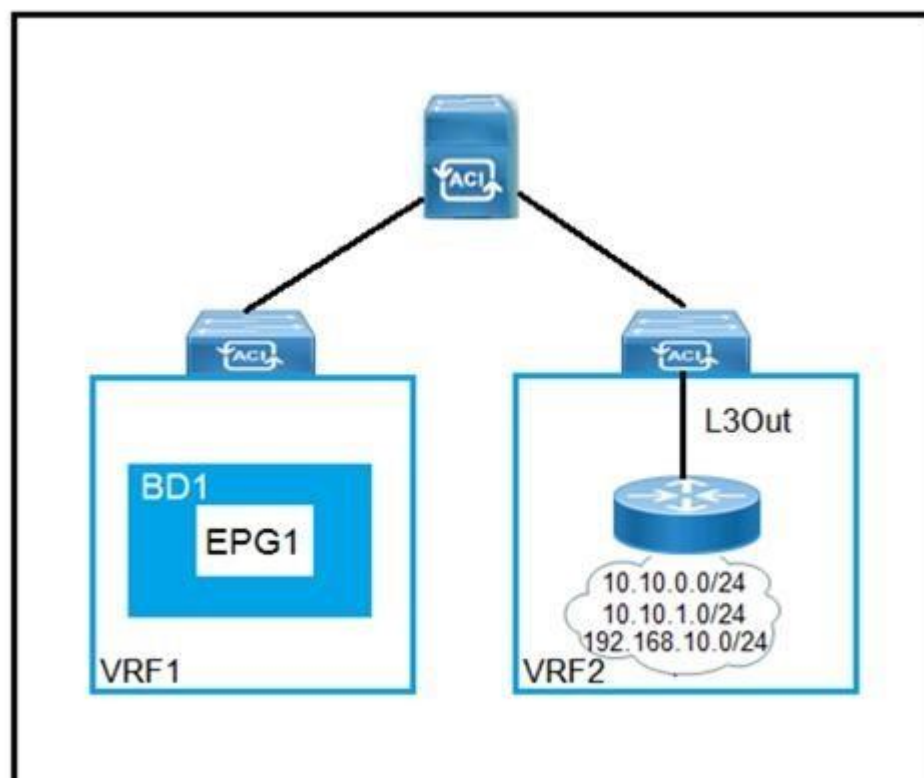 ACI
ACI
ACI
L3Out
BD1
EPG1
10.10.0.0/24
10.10.1.0/24
192.168.10.0/24
VRF1
VRF2